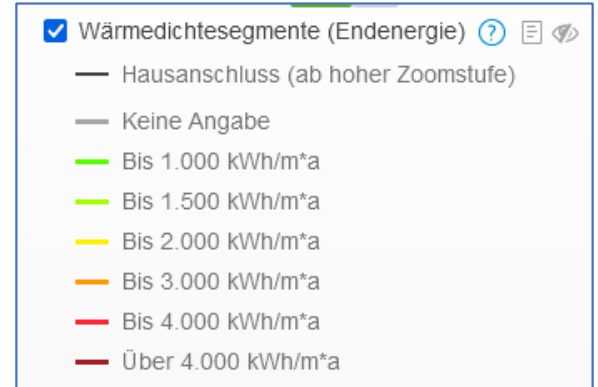 Wärmedichtesegmente (Endenergie)
Hausanschluss (ab hoher Zoomstufe)
Keine Angabe
Bis 1.000 kWh/m*a
Bis 1.500 kWh/m*a
Bis 2.000 kWh/m*a
Bis 3.000 kWh/m*a
Bis 4.000 kWh/m*a
Über 4.000 kWh/m*a